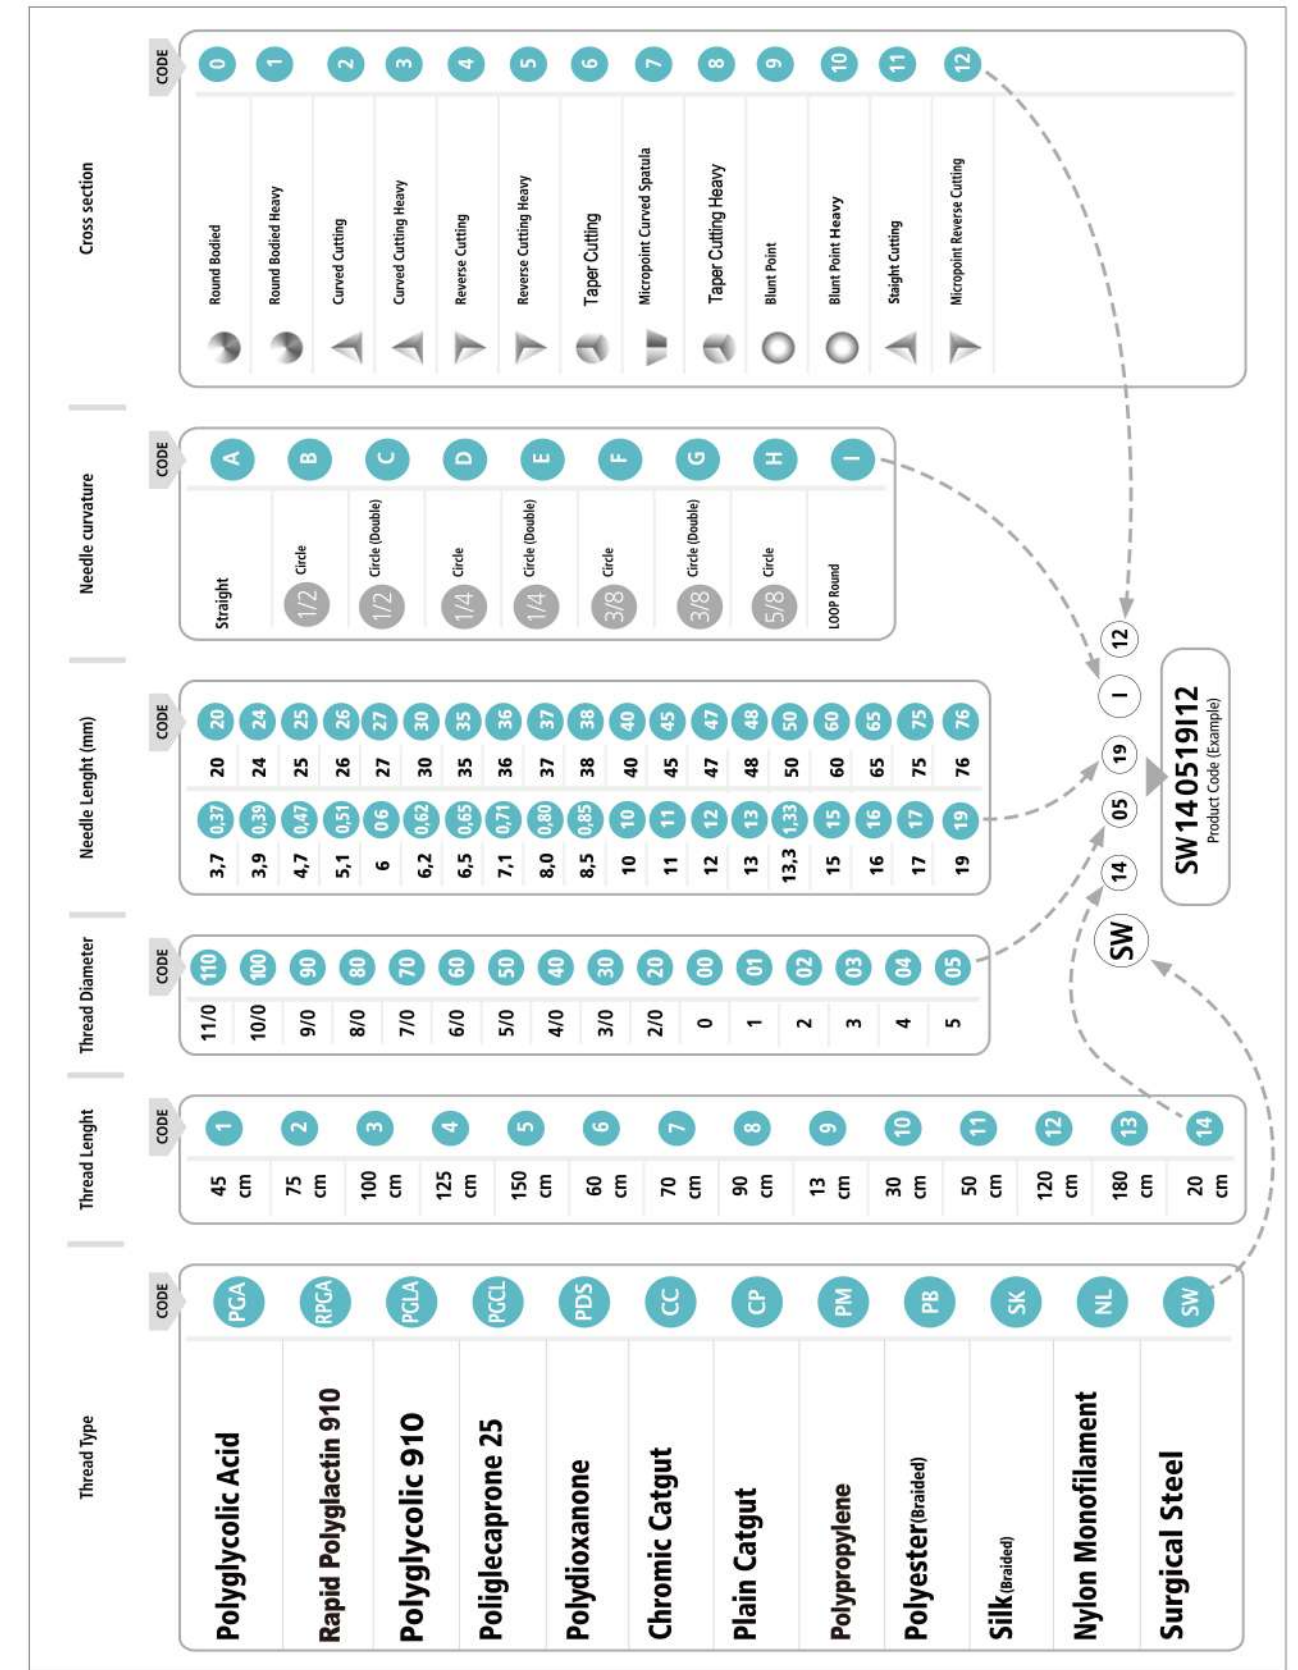 Thread Type
CODE
Polyglycolic Acid PGA
Rapid Polyglactin 910 RPGA
Polyglycolic 910 PGLA
Poliglecaprone 25 PGCL
Polydioxanone PDS
Chromic Catgut CC
Plain Catgut CP
Polypropylene PM
Polyester(Braided) PB
Silk(Braided) SK
Nylon Monofilament NL
Surgical Steel SW
Thread Lenght
CODE
45 cm 1
75 cm 2
100 cm 3
125 cm 4
150 cm 5
60 cm 6
70 cm 7
90 cm 8
13 cm 9
30 cm 10
50 cm 11
120 cm 12
180 cm 13
20 cm 14
Thread Diameter
CODE
11/0 110
10/0 100
9/0 90
8/0 80
7/0 70
6/0 60
5/0 50
4/0 40
3/0 30
2/0 20
0 00
1 01
2 02
3 03
4 04
5 05
Needle Lenght (mm)
CODE
3,7 0,37 20 20
3,9 0,39 24 24
4,7 0,47 25 25
5,1 0,51 26 26
6 06 27 27
6,2 0,62 30 30
6,5 0,65 35 35
7,1 0,71 36 36
8,0 0,80 37 37
8,5 0,85 38 38
10 10 40 40
11 11 45 45
12 12 47 47
13 13 48 48
13,3 1,33 50 50
15 15 60 60
16 16 65 65
17 17 75 75
19 19 76 76
Needle curvature
CODE
Straight A
1/2 Circle B
1/2 Circle (Double) C
1/4 Circle D
1/4 Circle (Double) E
3/8 Circle F
3/8 Circle (Double) G
5/8 Circle H
LOOP Round I
Cross section
CODE
Round Bodied 0
Round Bodied Heavy 1
Curved Cutting 2
Curved Cutting Heavy 3
Reverse Cutting 4
Reverse Cutting Heavy 5
Taper Cutting 6
Micropoint Curved Spatula 7
Taper Cutting Heavy 8
Blunt Point 9
Blunt Point Heavy 10
Staight Cutting 11
Micropoint Reverse Cutting 12
SW 14 05 19 I 12
SW140519I12
Product Code (Example)